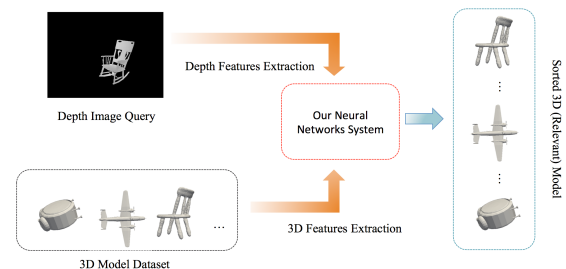 Depth Features Extraction
Depth Image Query
Our Neural
Networks System
3D Features Extraction
...
3D Model Dataset
...
...
Sorted 3D (Relevant) Model